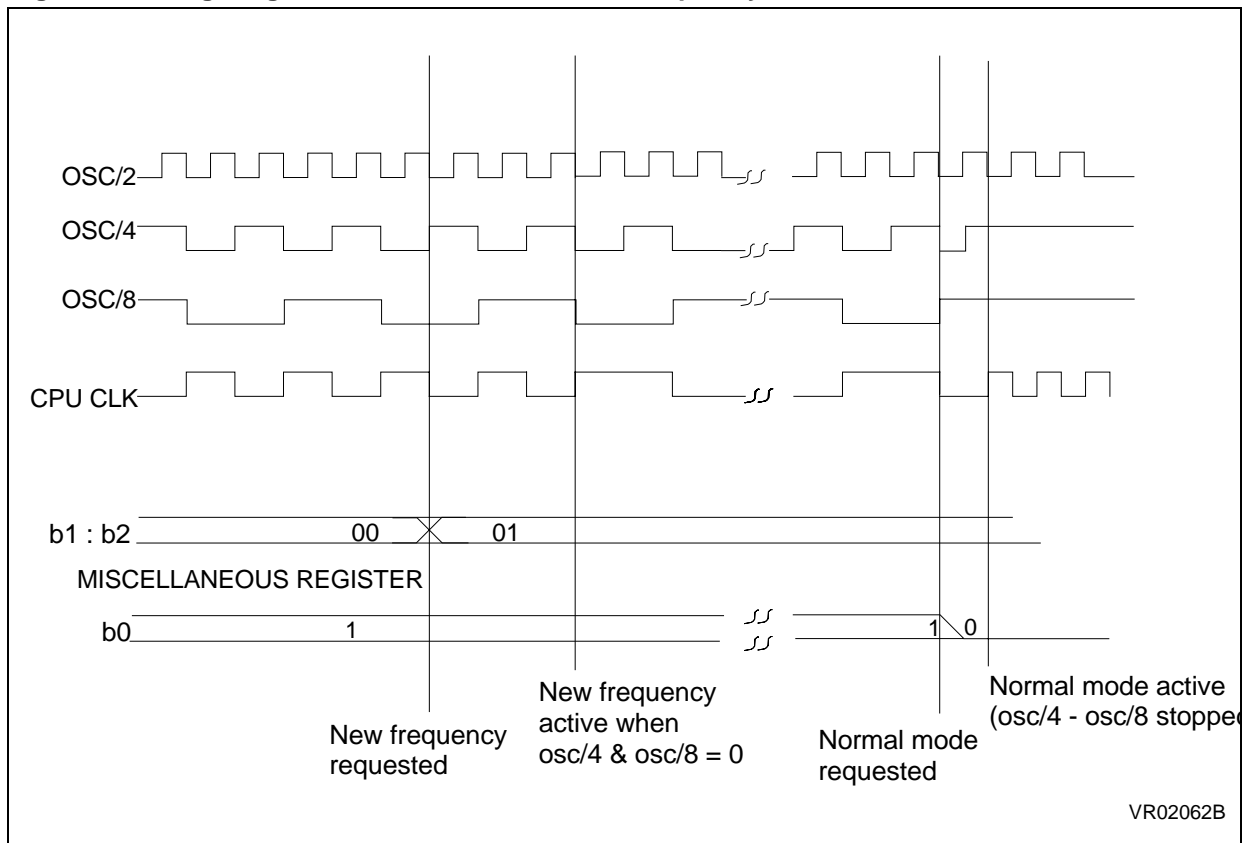 OSC/2
OSC/4
OSC/8
CPU CLK
b1 : b2
00
01
MISCELLANEOUS REGISTER
b0
1
1
0
New frequency
requested
New frequency
active when
osc/4 & osc/8 = 0
Normal mode
requested
Normal mode active
(osc/4 - osc/8 stopped
VR02062B